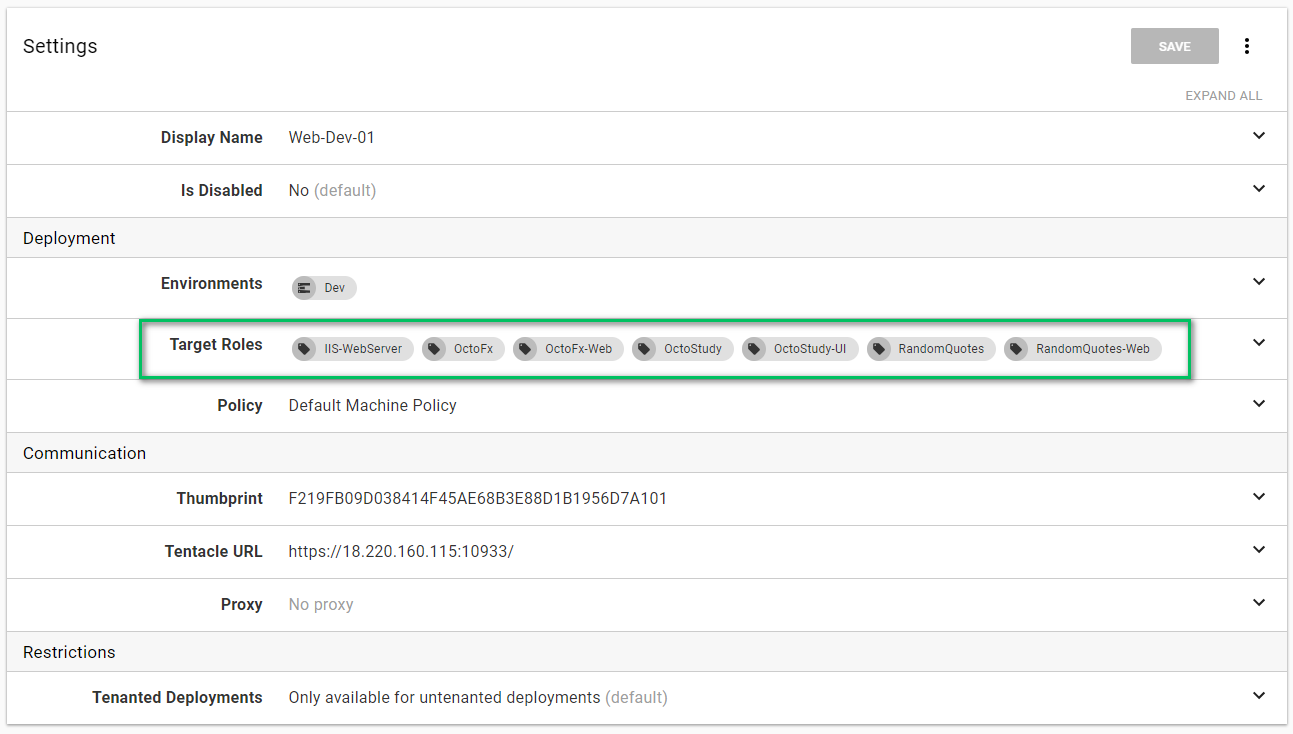 Settings
SAVE
EXPAND ALL
Display Name Web-Dev-01
Is Disabled No (default)
Deployment
Environments Dev
Target Roles IIS-WebServer OctoFx OctoFx-Web OctoStudy OctoStudy-UI RandomQuotes RandomQuotes-Web
Policy Default Machine Policy
Communication
Thumbprint F219FB09D038414F45AE68B3E88D1B1956D7A101
Tentacle URL https://18.220.160.115:10933/
Proxy No proxy
Restrictions
Tenanted Deployments Only available for untenanted deployments (default)